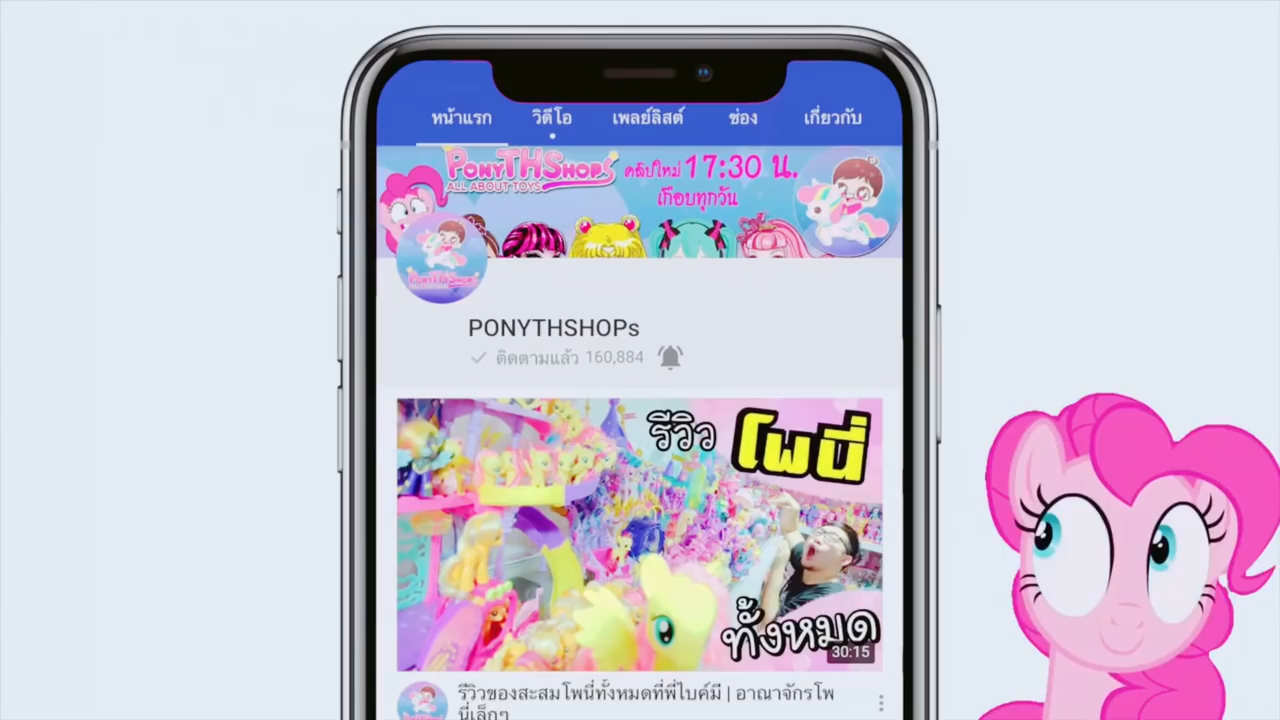 หน้าแรก วิดีโอ เพลย์ลิสต์ ช่อง เกี่ยวกับ
PONYTHSHOPS คลิปใหม่ 17:30 น.
ALL ABOUT TOYS เกือบทุกวัน
PONYTHSHOPS
PONYTHSHOPs
ติดตามแล้ว 160,884
รีวิว โพนี่
ทั้งหมด
30:15
รีวิวของสะสมโพนี่ทั้งหมดที่พี่ไบค์มี | อาณาจักรโพ
นี่เล็กๆ